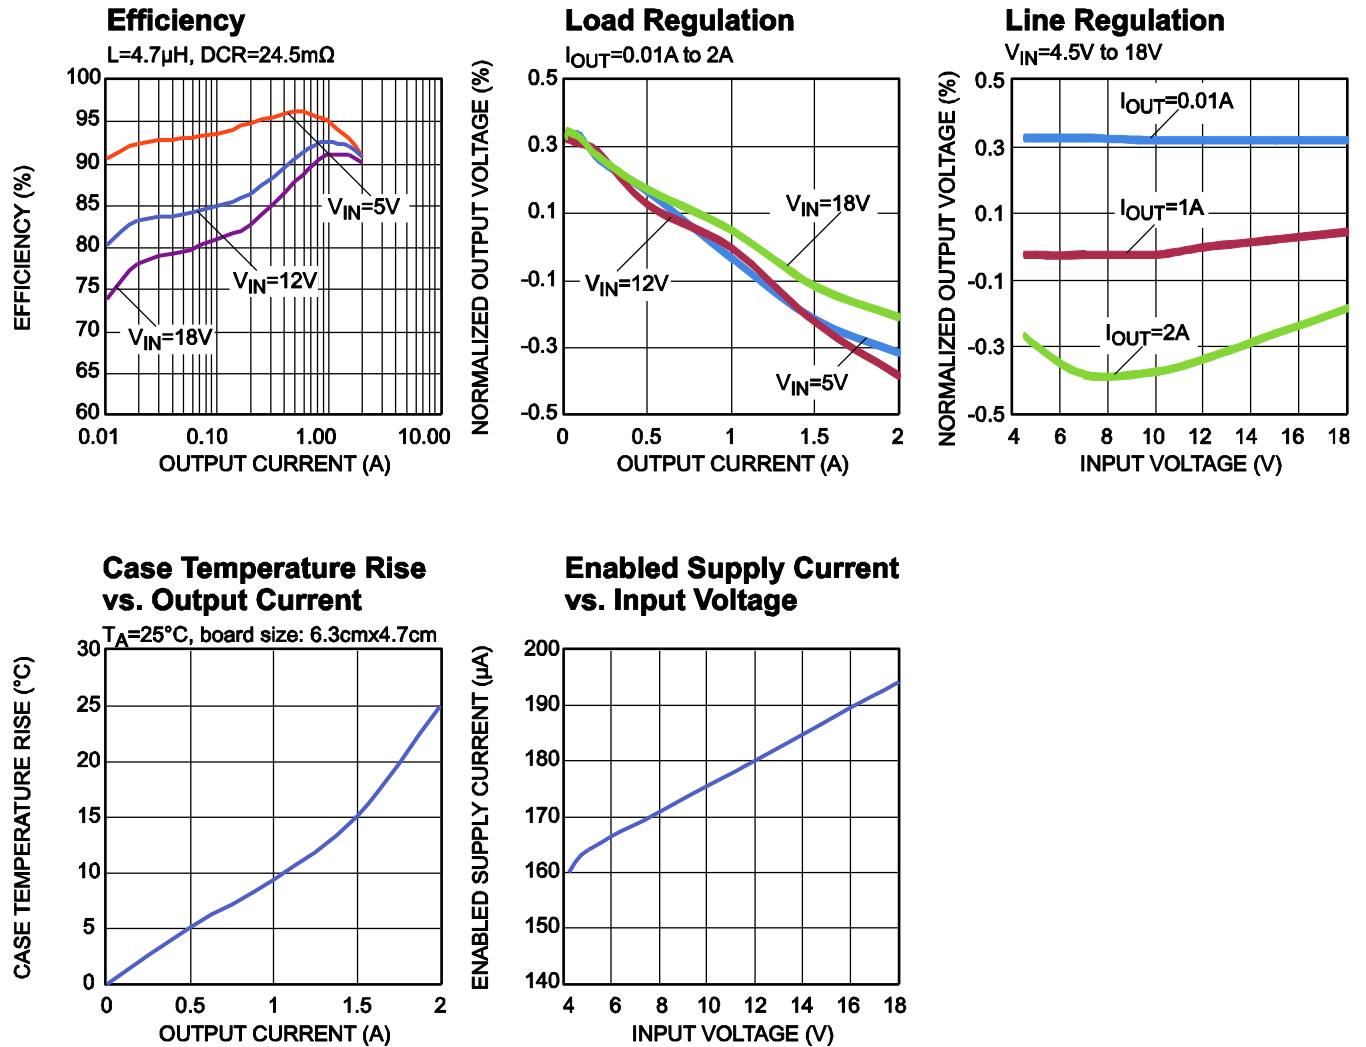 Efficiency
L=4.7µH, DCR=24.5mΩ
EFFICIENCY (%)
100
95
90
85
80
75
70
65
60
VIN=5V
VIN=12V
VIN=18V
0.01 0.10 1.00 10.00
OUTPUT CURRENT (A)
Load Regulation
IOUT=0.01A to 2A
NORMALIZED OUTPUT VOLTAGE (%)
0.5
0.3
0.1
-0.1
-0.3
-0.5
VIN=18V
VIN=12V
VIN=5V
0 0.5 1 1.5 2
OUTPUT CURRENT (A)
Line Regulation
VIN=4.5V to 18V
NORMALIZED OUTPUT VOLTAGE (%)
0.5
0.3
0.1
-0.1
-0.3
-0.5
IOUT=0.01A
IOUT=1A
IOUT=2A
4 6 8 10 12 14 16 18
INPUT VOLTAGE (V)
Case Temperature Rise
vs. Output Current
TA=25°C, board size: 6.3cmx4.7cm
CASE TEMPERATURE RISE (°C)
30
25
20
15
10
5
0
0 0.5 1 1.5 2
OUTPUT CURRENT (A)
Enabled Supply Current
vs. Input Voltage
ENABLED SUPPLY CURRENT (µA)
200
190
180
170
160
150
140
4 6 8 10 12 14 16 18
INPUT VOLTAGE (V)